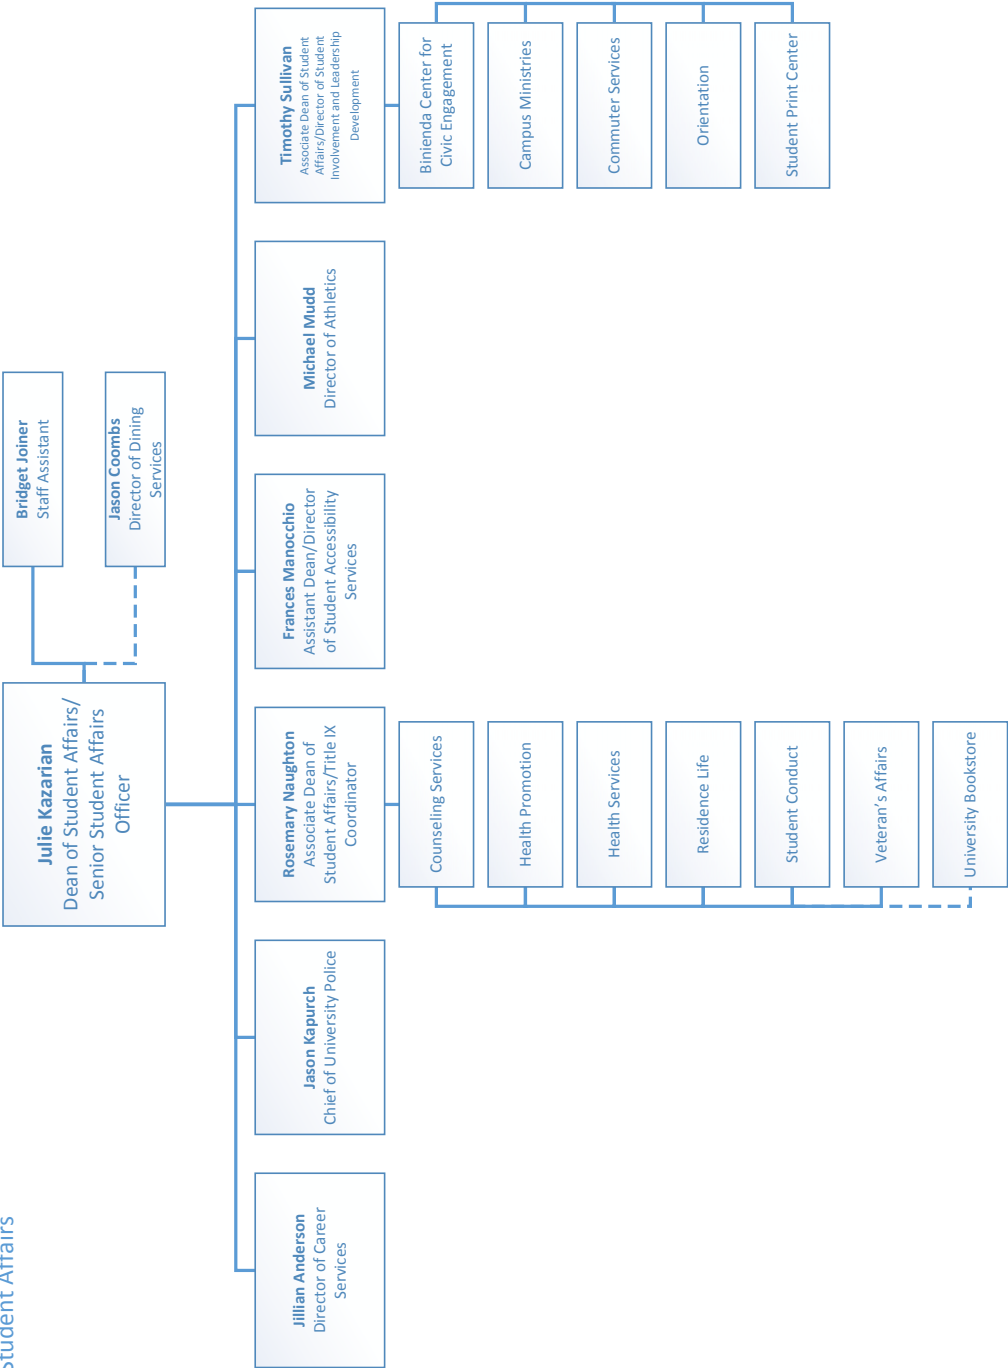 Student Affairs
Julie Kazarian
Dean of Student Affairs/
Senior Student Affairs
Officer
Bridget Joiner
Staff Assistant
Jason Coombs
Director of Dining
Services
Jillian Anderson
Director of Career
Services
Jason Kapurch
Chief of University Police
Rosemary Naughton
Associate Dean of
Student Affairs/Title IX
Coordinator
Frances Manocchio
Assistant Dean/Director
of Student Accessibility
Services
Michael Mudd
Director of Athletics
Timothy Sullivan
Associate Dean of Student
Affairs/Director of Student
Involvement and Leadership
Development
Counseling Services
Health Promotion
Health Services
Residence Life
Student Conduct
Veteran’s Affairs
University Bookstore
Binienda Center for
Civic Engagement
Campus Ministries
Commuter Services
Orientation
Student Print Center